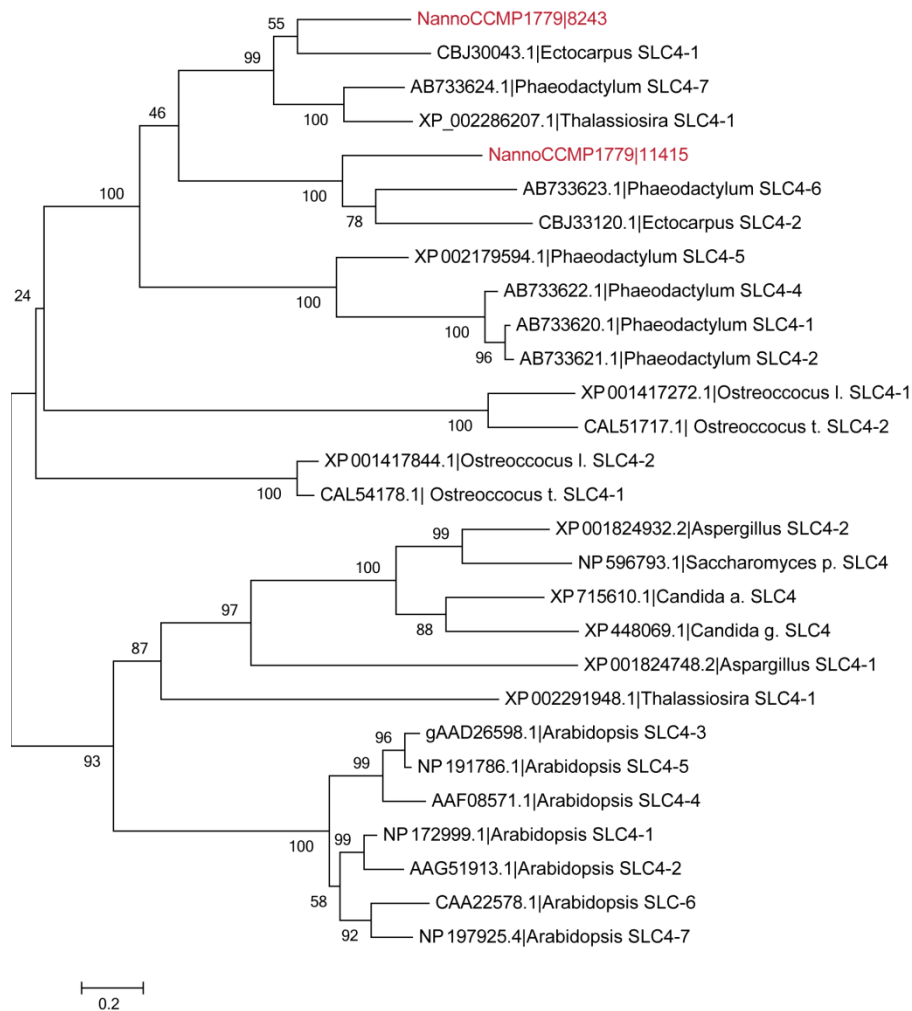 55
NannoCCMP1779|8243
CBJ30043.1|Ectocarpus SLC4-1
99
AB733624.1|Phaeodactylum SLC4-7
100
XP_002286207.1|Thalassiosira SLC4-1
46
NannoCCMP1779|11415
100
100
AB733623.1|Phaeodactylum SLC4-6
78
CBJ33120.1|Ectocarpus SLC4-2
XP 002179594.1|Phaeodactylum SLC4-5
24
100
AB733622.1|Phaeodactylum SLC4-4
100
AB733620.1|Phaeodactylum SLC4-1
96
AB733621.1|Phaeodactylum SLC4-2
XP 001417272.1|Ostreoccocus l. SLC4-1
100
CAL51717.1| Ostreoccocus t. SLC4-2
XP 001417844.1|Ostreoccocus l. SLC4-2
100
CAL54178.1| Ostreoccocus t. SLC4-1
99
XP 001824932.2|Aspergillus SLC4-2
100
NP 596793.1|Saccharomyces p. SLC4
97
XP 715610.1|Candida a. SLC4
88
XP 448069.1|Candida g. SLC4
87
XP 001824748.2|Aspargillus SLC4-1
XP 002291948.1|Thalassiosira SLC4-1
93
96
gAAD26598.1|Arabidopsis SLC4-3
99
NP 191786.1|Arabidopsis SLC4-5
AAF08571.1|Arabidopsis SLC4-4
100
99
NP 172999.1|Arabidopsis SLC4-1
AAG51913.1|Arabidopsis SLC4-2
58
CAA22578.1|Arabidopsis SLC-6
92
NP 197925.4|Arabidopsis SLC4-7
0.2